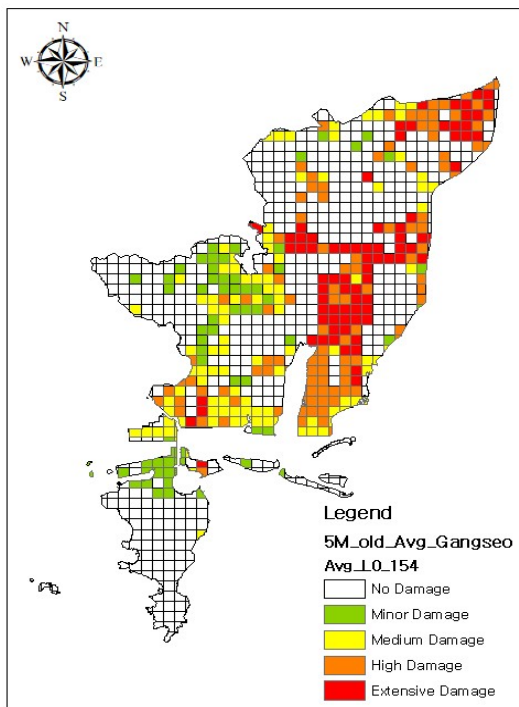 N
W E
S
Legend
5M_old_Avg_Gangseo
Avg_L0_154
No Damage
Minor Damage
Medium Damage
High Damage
Extensive Damage